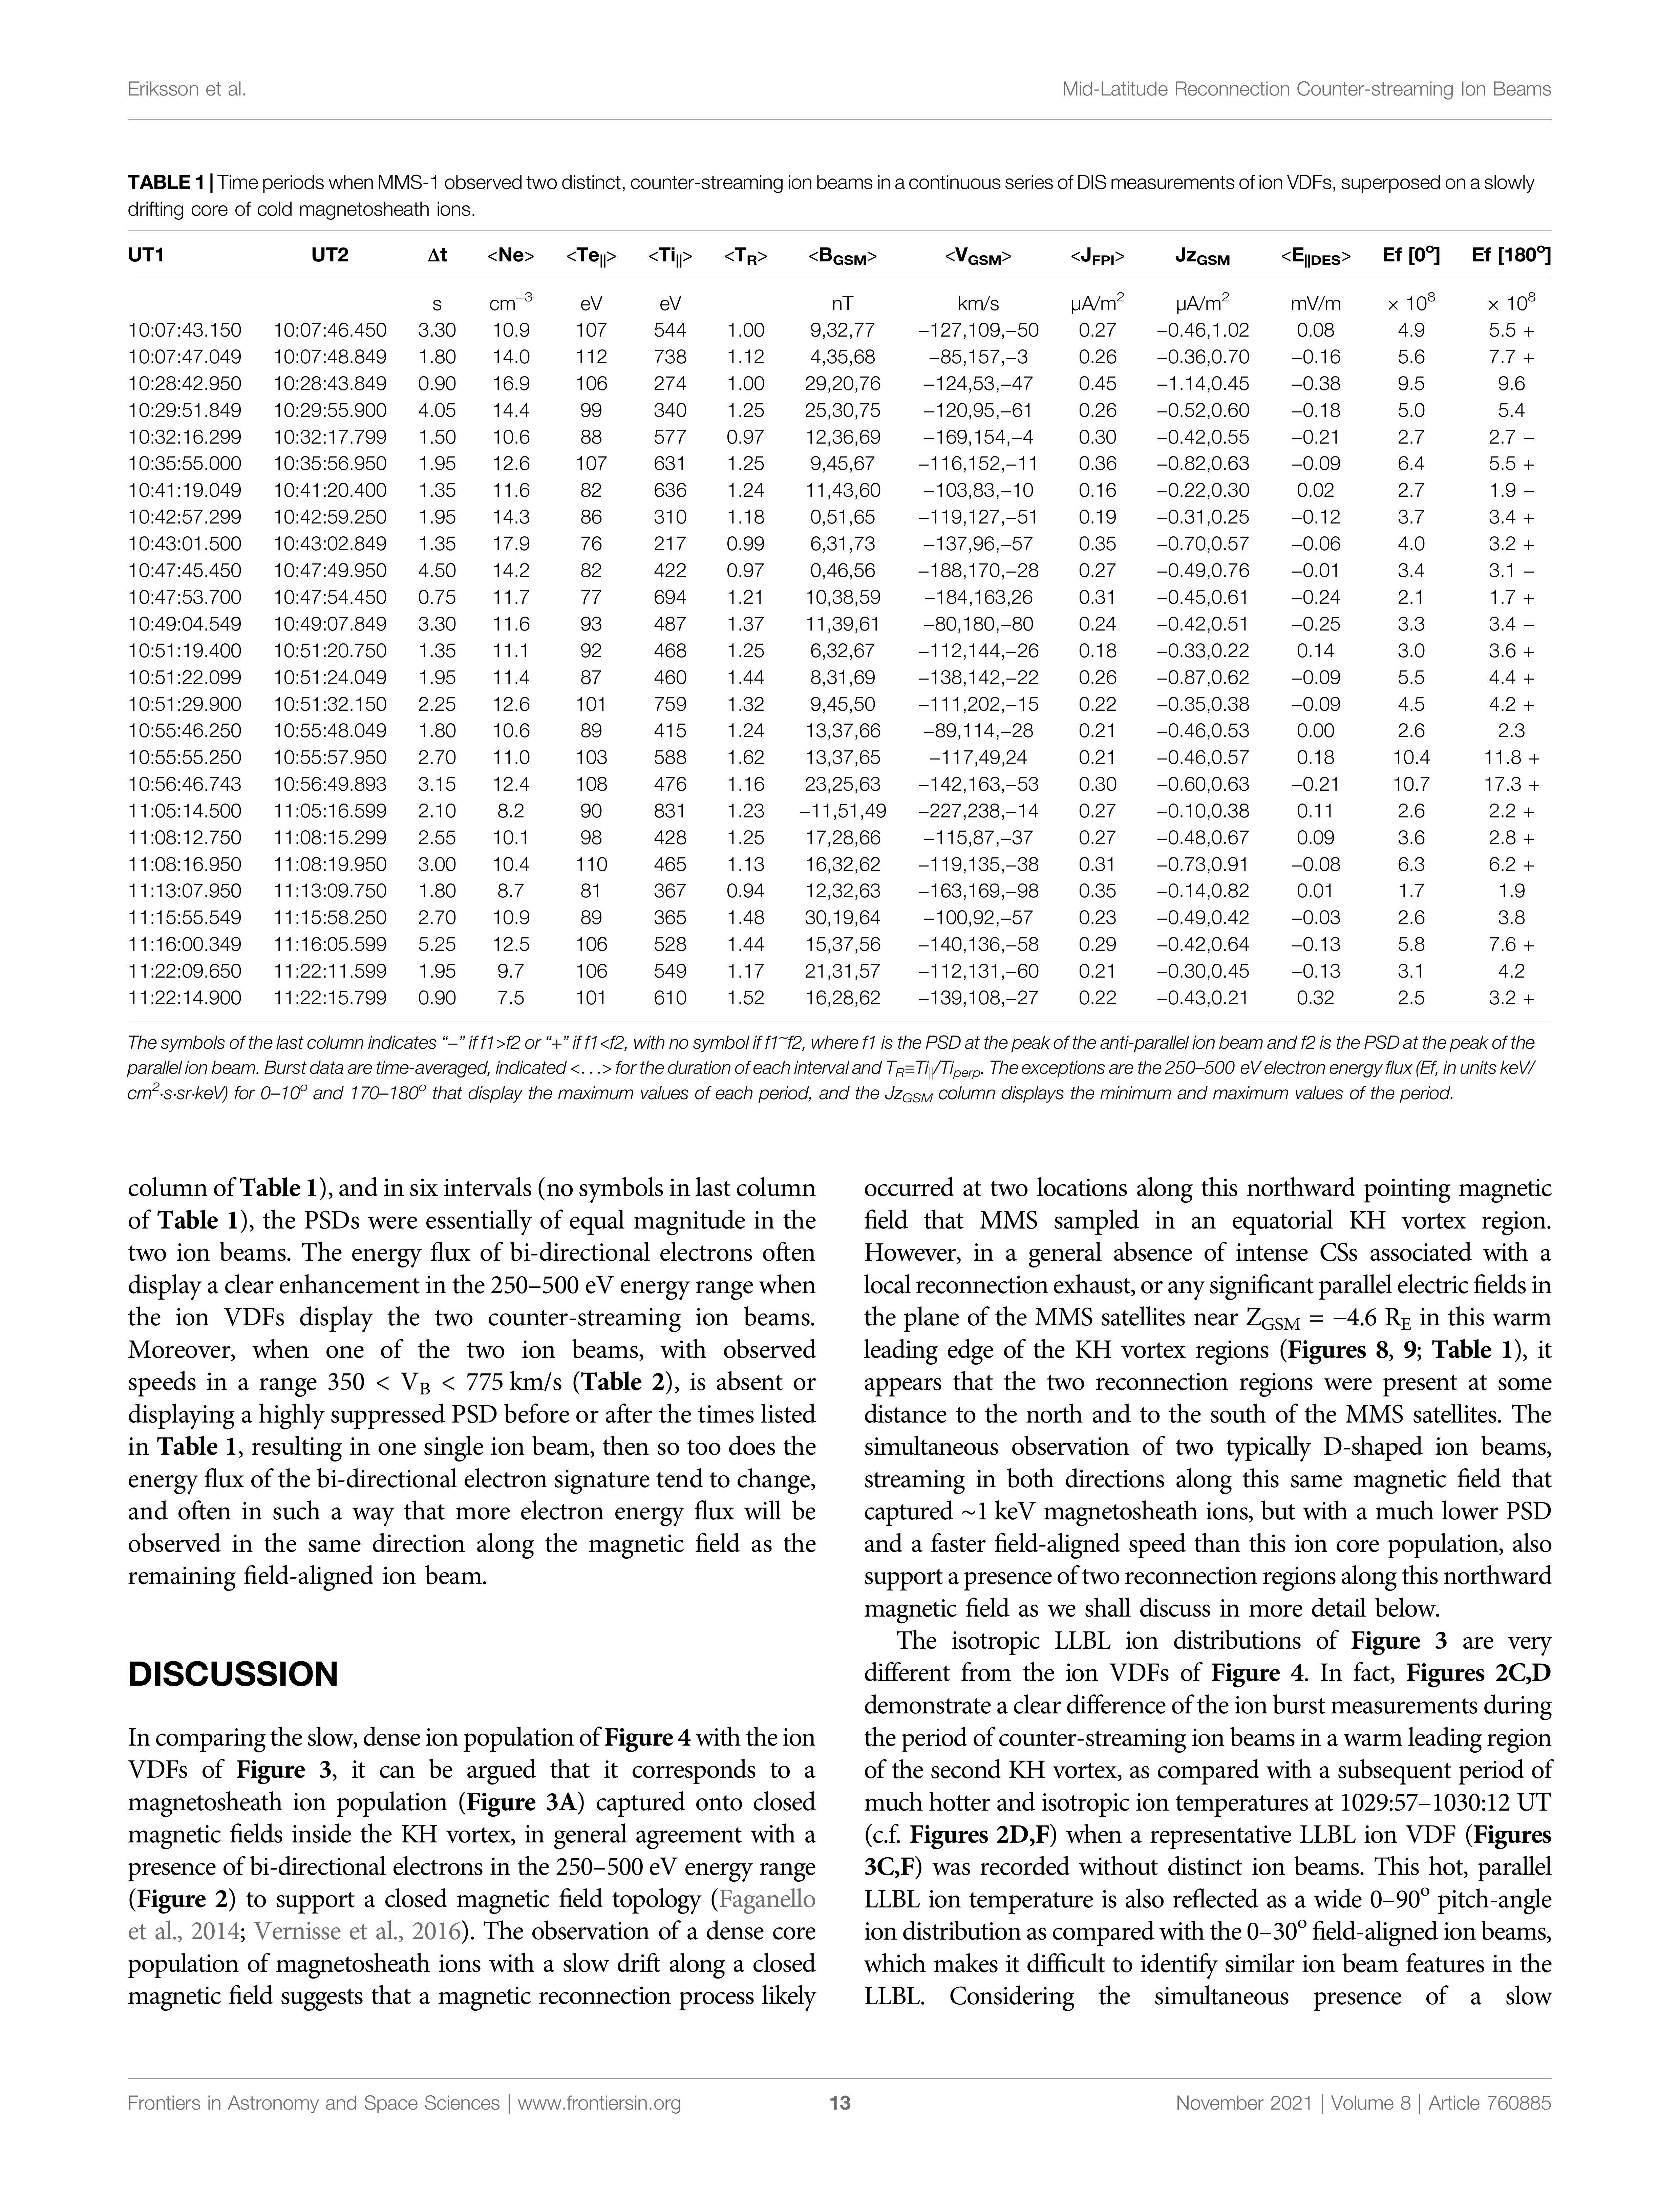 Eriksson et al.
Mid-Latitude Reconnection Counter-streaming Ion Beams
TABLE 1 | Time periods when MMS-1 observed two distinct, counter-streaming ion beams in a continuous series of DIS measurements of ion VDFs, superposed on a slowly
drifting core of cold magnetosheath ions.
UT1 UT2 Δt <Ne> <Te||> <Ti||> <TR> <BGSM> <VGSM> <JFPI> JzGSM <E||DES> Ef [0°] Ef [180°]
s cm−3 eV eV nT km/s μA/m2 μA/m2 mV/m × 10^8 × 10^8
10:07:43.150 10:07:46.450 3.30 10.9 107 544 1.00 9,32,77 −127,109,−50 0.27 −0.46,1.02 0.08 4.9 5.5 +
10:07:47.049 10:07:48.849 1.80 14.0 112 738 1.12 4,35,68 −85,157,−3 0.26 −0.36,0.70 −0.16 5.6 7.7 +
10:28:42.950 10:28:43.849 0.90 16.9 106 274 1.00 29,20,76 −124,53,−47 0.45 −1.14,0.45 −0.38 9.5 9.6
10:29:51.849 10:29:55.900 4.05 14.4 99 340 1.25 25,30,75 −120,95,−61 0.26 −0.52,0.60 −0.18 5.0 5.4
10:32:16.299 10:32:17.799 1.50 10.6 88 577 0.97 12,36,69 −169,154,−4 0.30 −0.42,0.55 −0.21 2.7 2.7 −
10:35:55.000 10:35:56.950 1.95 12.6 107 631 1.25 9,45,67 −116,152,−11 0.36 −0.82,0.63 −0.09 6.4 5.5 +
10:41:19.049 10:41:20.400 1.35 11.6 82 636 1.24 11,43,60 −103,83,−10 0.16 −0.22,0.30 0.02 2.7 1.9 −
10:42:57.299 10:42:59.250 1.95 14.3 86 310 1.18 0,51,65 −119,127,−51 0.19 −0.31,0.25 −0.12 3.7 3.4 +
10:43:01.500 10:43:02.849 1.35 17.9 76 217 0.99 6,31,73 −137,96,−57 0.35 −0.70,0.57 −0.06 4.0 3.2 +
10:47:45.450 10:47:49.950 4.50 14.2 82 422 0.97 0,46,56 −188,170,−28 0.27 −0.49,0.76 −0.01 3.4 3.1 −
10:47:53.700 10:47:54.450 0.75 11.7 77 694 1.21 10,38,59 −184,163,26 0.31 −0.45,0.61 −0.24 2.1 1.7 +
10:49:04.549 10:49:07.849 3.30 11.6 93 487 1.37 11,39,61 −80,180,−80 0.24 −0.42,0.51 −0.25 3.3 3.4 −
10:51:19.400 10:51:20.750 1.35 11.1 92 468 1.25 6,32,67 −112,144,−26 0.18 −0.33,0.22 0.14 3.0 3.6 +
10:51:22.099 10:51:24.049 1.95 11.4 87 460 1.44 8,31,69 −138,142,−22 0.26 −0.87,0.62 −0.09 5.5 4.4 +
10:51:29.900 10:51:32.150 2.25 12.6 101 759 1.32 9,45,50 −111,202,−15 0.22 −0.35,0.38 −0.09 4.5 4.2 +
10:55:46.250 10:55:48.049 1.80 10.6 89 415 1.24 13,37,66 −89,114,−28 0.21 −0.46,0.53 0.00 2.6 2.3
10:55:55.250 10:55:57.950 2.70 11.0 103 588 1.62 13,37,65 −117,49,24 0.21 −0.46,0.57 0.18 10.4 11.8 +
10:56:46.743 10:56:49.893 3.15 12.4 108 476 1.16 23,25,63 −142,163,−53 0.30 −0.60,0.63 −0.21 10.7 17.3 +
11:05:14.500 11:05:16.599 2.10 8.2 90 831 1.23 −11,51,49 −227,238,−14 0.27 −0.10,0.38 0.11 2.6 2.2 +
11:08:12.750 11:08:15.299 2.55 10.1 98 428 1.25 17,28,66 −115,87,−37 0.27 −0.48,0.67 0.09 3.6 2.8 +
11:08:16.950 11:08:19.950 3.00 10.4 110 465 1.13 16,32,62 −119,135,−38 0.31 −0.73,0.91 −0.08 6.3 6.2 +
11:13:07.950 11:13:09.750 1.80 8.7 81 367 0.94 12,32,63 −163,169,−98 0.35 −0.14,0.82 0.01 1.7 1.9
11:15:55.549 11:15:58.250 2.70 10.9 89 365 1.48 30,19,64 −100,92,−57 0.23 −0.49,0.42 −0.03 2.6 3.8
11:16:00.349 11:16:05.599 5.25 12.5 106 528 1.44 15,37,56 −140,136,−58 0.29 −0.42,0.64 −0.13 5.8 7.6 +
11:22:09.650 11:22:11.599 1.95 9.7 106 549 1.17 21,31,57 −112,131,−60 0.21 −0.30,0.45 −0.13 3.1 4.2
11:22:14.900 11:22:15.799 0.90 7.5 101 610 1.52 16,28,62 −139,108,−27 0.22 −0.43,0.21 0.32 2.5 3.2 +
The symbols of the last column indicates “−” if f1>f2 or “+” if f1<f2, with no symbol if f1~f2, where f1 is the PSD at the peak of the anti-parallel ion beam and f2 is the PSD at the peak of the
parallel ion beam. Burst data are time-averaged, indicated <. . .> for the duration of each interval and TR≡Ti||/Tiperp. The exceptions are the 250–500 eV electron energy flux (Ef, in units keV/
cm2·s·sr·keV) for 0–10° and 170–180° that display the maximum values of each period, and the JzGSM column displays the minimum and maximum values of the period.
column of Table 1), and in six intervals (no symbols in last column
of Table 1), the PSDs were essentially of equal magnitude in the
two ion beams. The energy flux of bi-directional electrons often
display a clear enhancement in the 250–500 eV energy range when
the ion VDFs display the two counter-streaming ion beams.
Moreover, when one of the two ion beams, with observed
speeds in a range 350 < VB < 775 km/s (Table 2), is absent or
displaying a highly suppressed PSD before or after the times listed
in Table 1, resulting in one single ion beam, then so too does the
energy flux of the bi-directional electron signature tend to change,
and often in such a way that more electron energy flux will be
observed in the same direction along the magnetic field as the
remaining field-aligned ion beam.
DISCUSSION
In comparing the slow, dense ion population of Figure 4 with the ion
VDFs of Figure 3, it can be argued that it corresponds to a
magnetosheath ion population (Figure 3A) captured onto closed
magnetic fields inside the KH vortex, in general agreement with a
presence of bi-directional electrons in the 250–500 eV energy range
(Figure 2) to support a closed magnetic field topology (Faganello
et al., 2014; Vernisse et al., 2016). The observation of a dense core
population of magnetosheath ions with a slow drift along a closed
magnetic field suggests that a magnetic reconnection process likely
occurred at two locations along this northward pointing magnetic
field that MMS sampled in an equatorial KH vortex region.
However, in a general absence of intense CSs associated with a
local reconnection exhaust, or any significant parallel electric fields in
the plane of the MMS satellites near ZGSM = −4.6 RE in this warm
leading edge of the KH vortex regions (Figures 8, 9; Table 1), it
appears that the two reconnection regions were present at some
distance to the north and to the south of the MMS satellites. The
simultaneous observation of two typically D-shaped ion beams,
streaming in both directions along this same magnetic field that
captured ~1 keV magnetosheath ions, but with a much lower PSD
and a faster field-aligned speed than this ion core population, also
support a presence of two reconnection regions along this northward
magnetic field as we shall discuss in more detail below.
The isotropic LLBL ion distributions of Figure 3 are very
different from the ion VDFs of Figure 4. In fact, Figures 2C,D
demonstrate a clear difference of the ion burst measurements during
the period of counter-streaming ion beams in a warm leading region
of the second KH vortex, as compared with a subsequent period of
much hotter and isotropic ion temperatures at 1029:57–1030:12 UT
(c.f. Figures 2D,F) when a representative LLBL ion VDF (Figures
3C,F) was recorded without distinct ion beams. This hot, parallel
LLBL ion temperature is also reflected as a wide 0–90° pitch-angle
ion distribution as compared with the 0–30° field-aligned ion beams,
which makes it difficult to identify similar ion beam features in the
LLBL. Considering the simultaneous presence of a slow
Frontiers in Astronomy and Space Sciences | www.frontiersin.org
13
November 2021 | Volume 8 | Article 760885